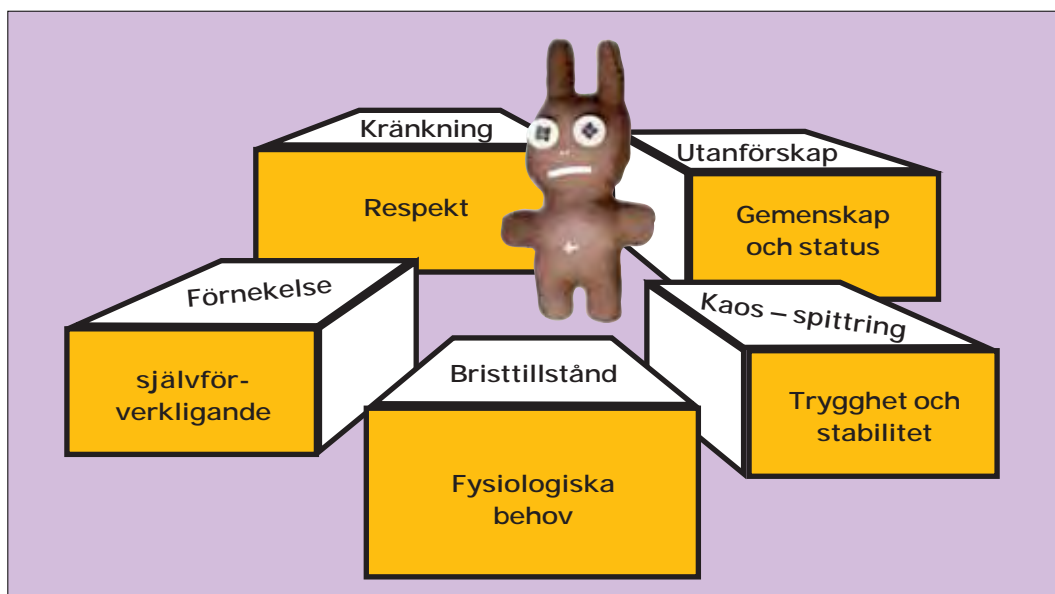 Kränkning
Respekt
Utanförskap
Gemenskap
och status
Förnekelse
självför-
verkligande
Bristtillstånd
Fysiologiska
behov
Kaos – spittring
Trygghet och
stabilitet